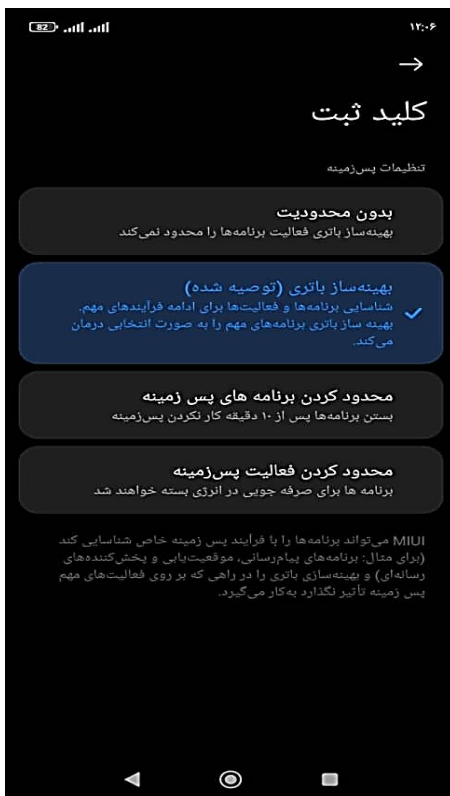 82
۱۲:۰۶
کلید ثبت
تنظیمات پس‌زمینه
بدون محدودیت
بهینه‌ساز باتری فعالیت برنامه‌ها را محدود نمی‌کند
بهینه‌ساز باتری (توصیه شده)
شناسایی برنامه‌ها و فعالیت‌ها برای ادامه فرآیندهای مهم.
بهینه ساز باتری برنامه‌های مهم را به صورت انتخابی درمان
می‌کند.
محدود کردن برنامه های پس زمینه
بستن برنامه‌ها پس از ۱۰ دقیقه کار نکردن پس‌زمینه
محدود کردن فعالیت پس‌زمینه
برنامه ها برای صرفه جویی در انرژی بسته خواهند شد
MIUI می‌تواند برنامه‌ها را با فرآیند پس زمینه خاص شناسایی کند
(برای مثال: برنامه‌های پیام‌رسانی، موقعیت‌یابی و پخش‌کننده‌های
رسانه‌ای) و بهینه‌سازی باتری را در راهی که بر روی فعالیت‌های مهم
پس زمینه تأثیر نگذارد به‌کار می‌گیرد.